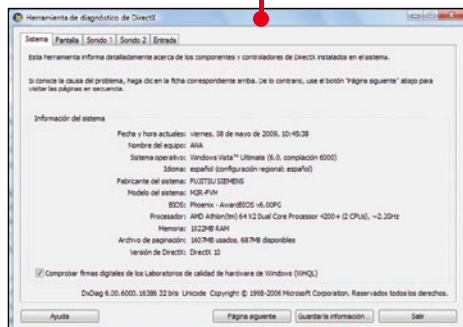 Herramienta de diagnóstico de DirectX
Sistema Pantalla Sonido 1 Sonido 2 Entrada
Esta herramienta informa detalladamente acerca de los componentes y controladores de DirectX instalados en el sistema.
Si conoce la causa del problema, haga clic en la ficha correspondiente arriba. De lo contrario, use el botón "Página siguiente" abajo para
visitar las páginas en secuencia.
Información del sistema
Fecha y hora actuales: viernes, 08 de mayo de 2009, 10:45:38
Nombre del equipo: ANA
Sistema operativo: Windows Vista™ Ultimate (6.0, compilación 6000)
Idioma: español (configuración regional: español)
Fabricante del sistema: FUJITSU SIEMENS
Modelo del sistema: M2R-FVM
BIOS: Phoenix - AwardBIOS v6.00PG
Procesador: AMD Athlon(tm) 64 X2 Dual Core Processor 4200+ (2 CPUs), ~2.2GHz
Memoria: 1022MB RAM
Archivo de paginación: 1607MB usados, 687MB disponibles
Versión de DirectX: DirectX 10
Comprobar firmas digitales de los Laboratorios de calidad de hardware de Windows (WHQL)
DxDiag 6.00.6000.16386 32 bits Unicode Copyright © 1998-2006 Microsoft Corporation. Reservados todos los derechos.
Ayuda Página siguiente Guardar la información... Salir